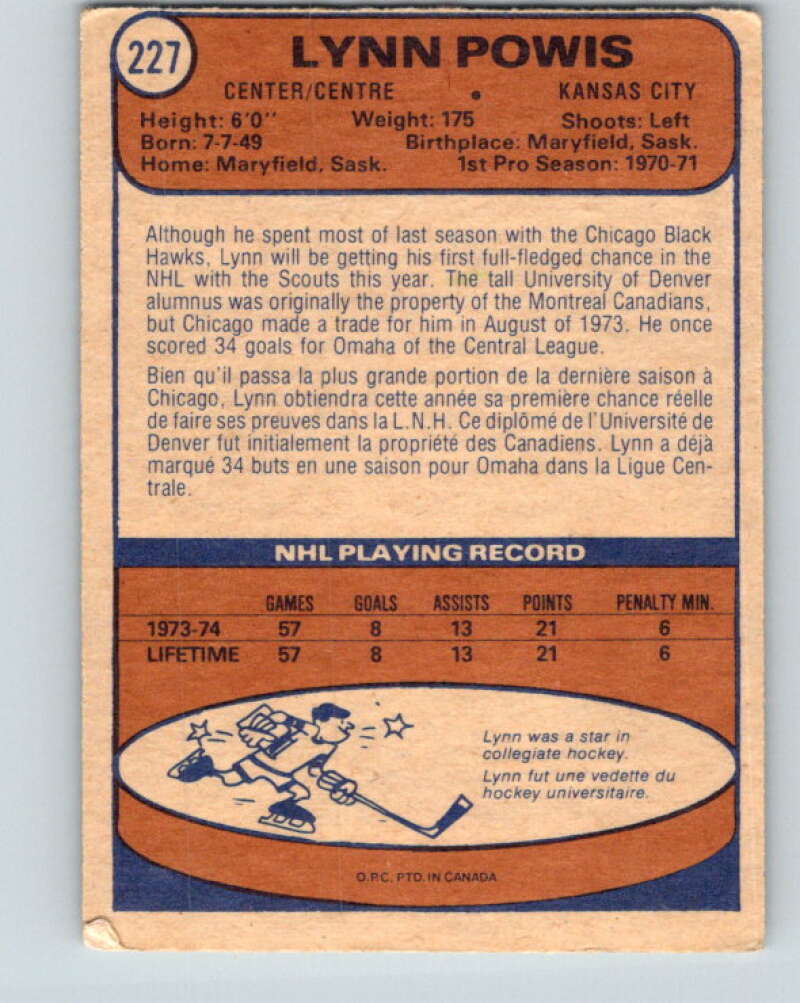 227
LYNN POWIS
CENTER/CENTRE • KANSAS CITY
Height: 6'0'' Weight: 175 Shoots: Left
Born: 7-7-49 Birthplace: Maryfield, Sask.
Home: Maryfield, Sask. 1st Pro Season: 1970-71
Although he spent most of last season with the Chicago Black
Hawks, Lynn will be getting his first full-fledged chance in the
NHL with the Scouts this year. The tall University of Denver
alumnus was originally the property of the Montreal Canadians,
but Chicago made a trade for him in August of 1973. He once
scored 34 goals for Omaha of the Central League.
Bien qu'il passa la plus grande portion de la dernière saison à
Chicago, Lynn obtiendra cette année sa première chance réelle
de faire ses preuves dans la L.N.H. Ce diplômé de l'Université de
Denver fut initialement la propriété des Canadiens. Lynn a déjà
marqué 34 buts en une saison pour Omaha dans la Ligue Cen-
trale.
NHL PLAYING RECORD
GAMES GOALS ASSISTS POINTS PENALTY MIN.
1973-74 57 8 13 21 6
LIFETIME 57 8 13 21 6
Lynn was a star in
collegiate hockey.
Lynn fut une vedette du
hockey universitaire.
O.P.C. PTD. IN CANADA